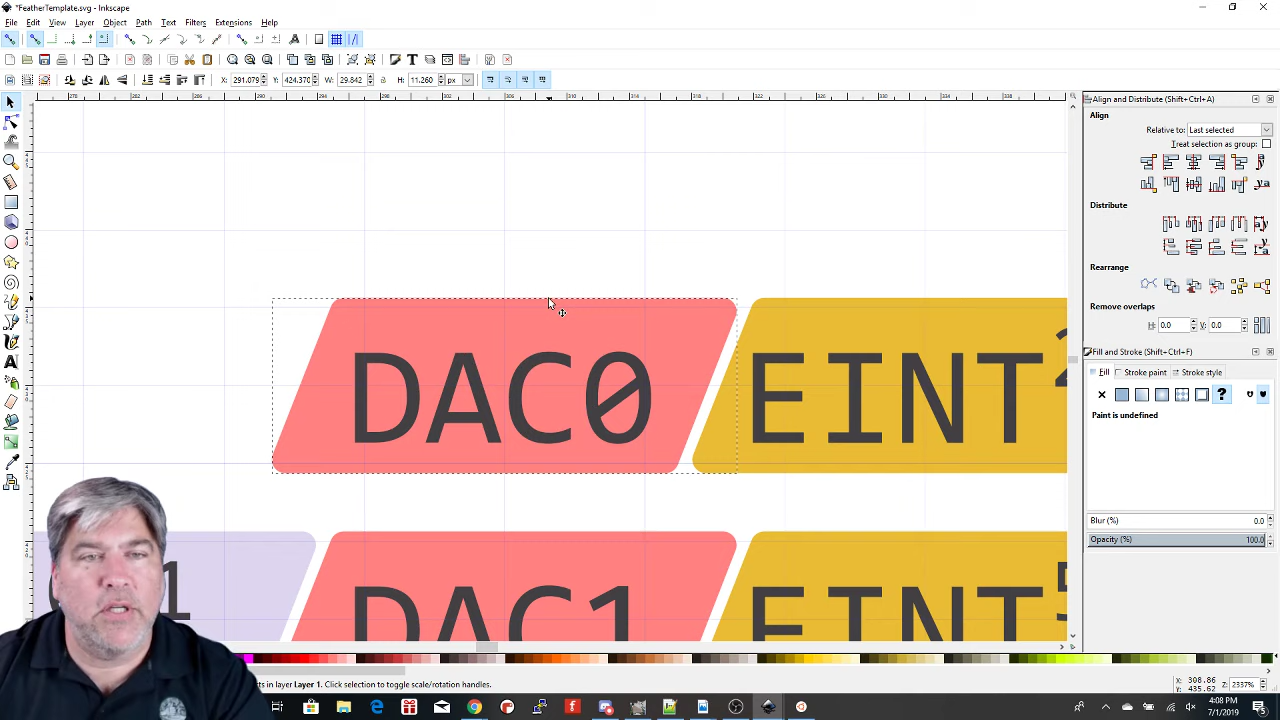 *FeatherTemplate.svg - Inkscape
File Edit View Layer Object Path Text Filters Extensions Help
X: 291.079 Y: 424.370 W: 29.842 H: 11.260 px
Align and Distribute (Shift+Ctrl+A)
Align
Relative to: Last selected
Treat selection as group:
Distribute
Rearrange
Remove overlaps
H: 0.0 V: 0.0
Fill and Stroke (Shift+Ctrl+F)
Fill Stroke paint Stroke style
Paint is undefined
Blur (%) 0.0
Opacity (%) 100.0
DAC0 EINT
1 DAC1 EINT
ts in layer Layer 1. Click selection to toggle scale/rotation handles.
X: 308.86
Y: 435.62
Z: 2337%
4:08 PM
7/1/2019